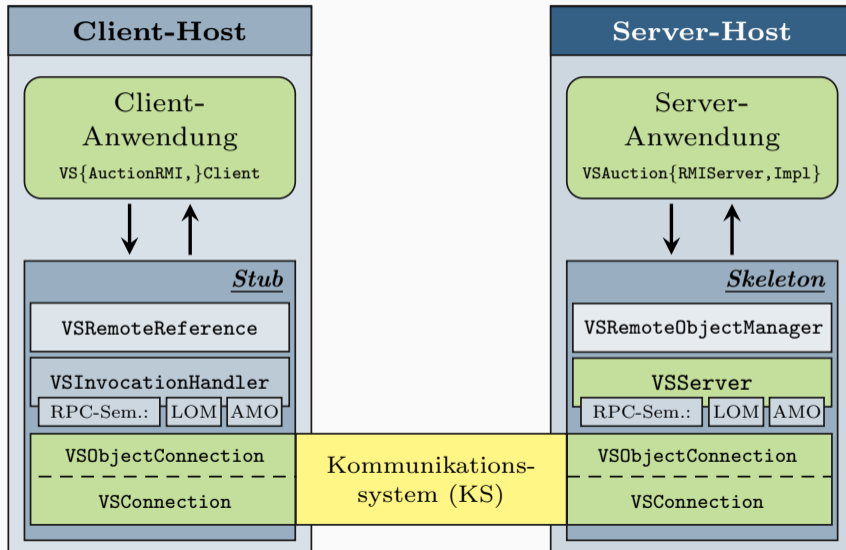 Client-Host
Client-
Anwendung
VS{AuctionRMI,}Client
Stub
VSRemoteReference
VSInvocationHandler
RPC-Sem.: LOM AMO
VSObjectConnection
VSConnection
Kommunikations-
system (KS)
Server-Host
Server-
Anwendung
VSAuction{RMIServer,Impl}
Skeleton
VSRemoteObjectManager
VSServer
RPC-Sem.: LOM AMO
VSObjectConnection
VSConnection